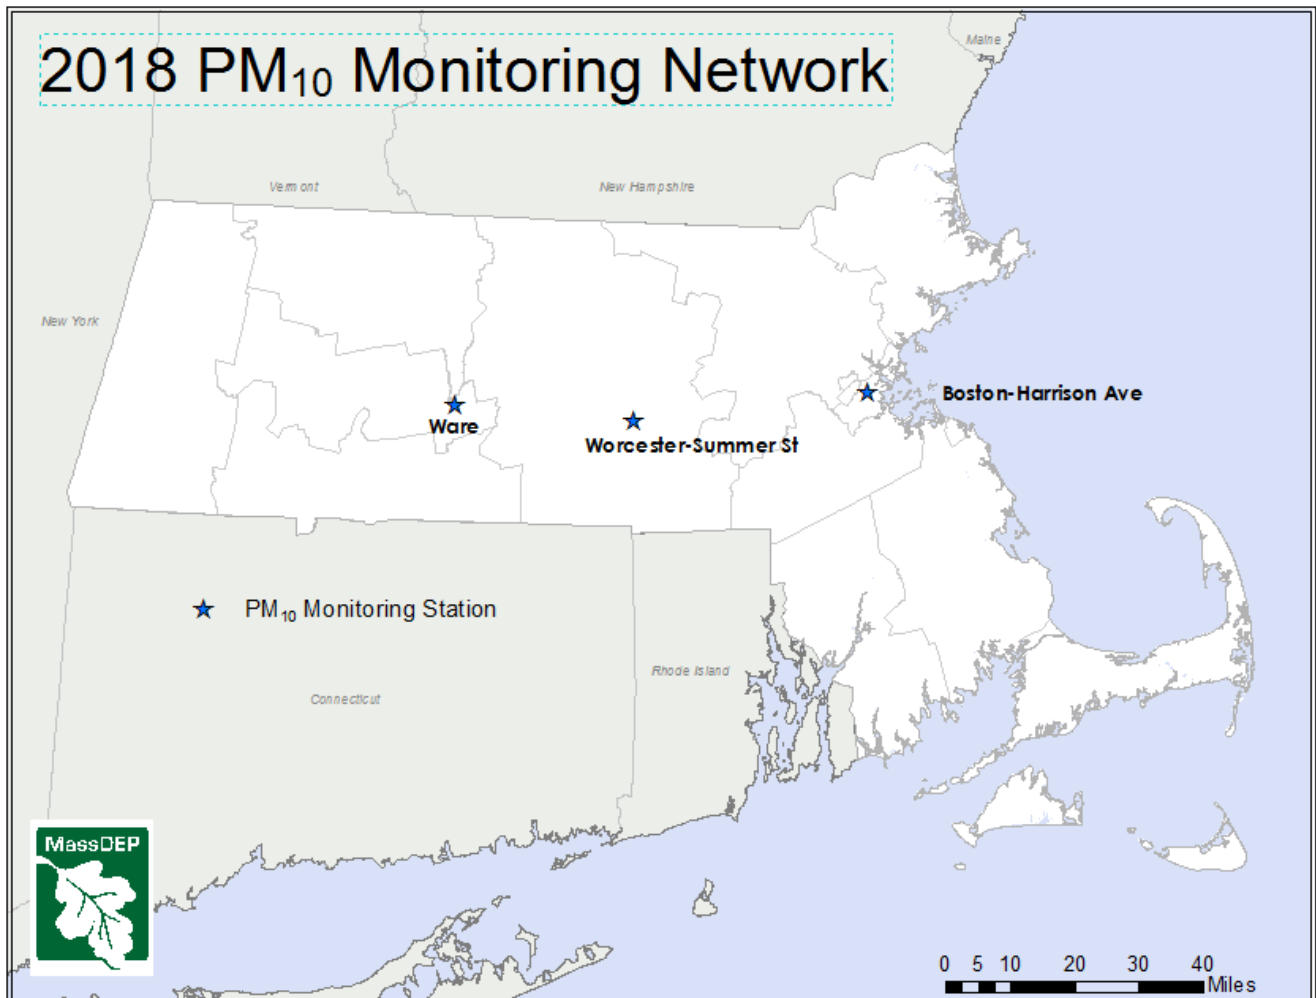 2018 PM₁₀ Monitoring Network
Maine
Vermont
New Hampshire
New York
Boston-Harrison Ave
Ware
Worcester-Summer St
PM₁₀ Monitoring Station
Rhode Island
Connecticut
MassDEP
0 5 10 20 30 40
Miles